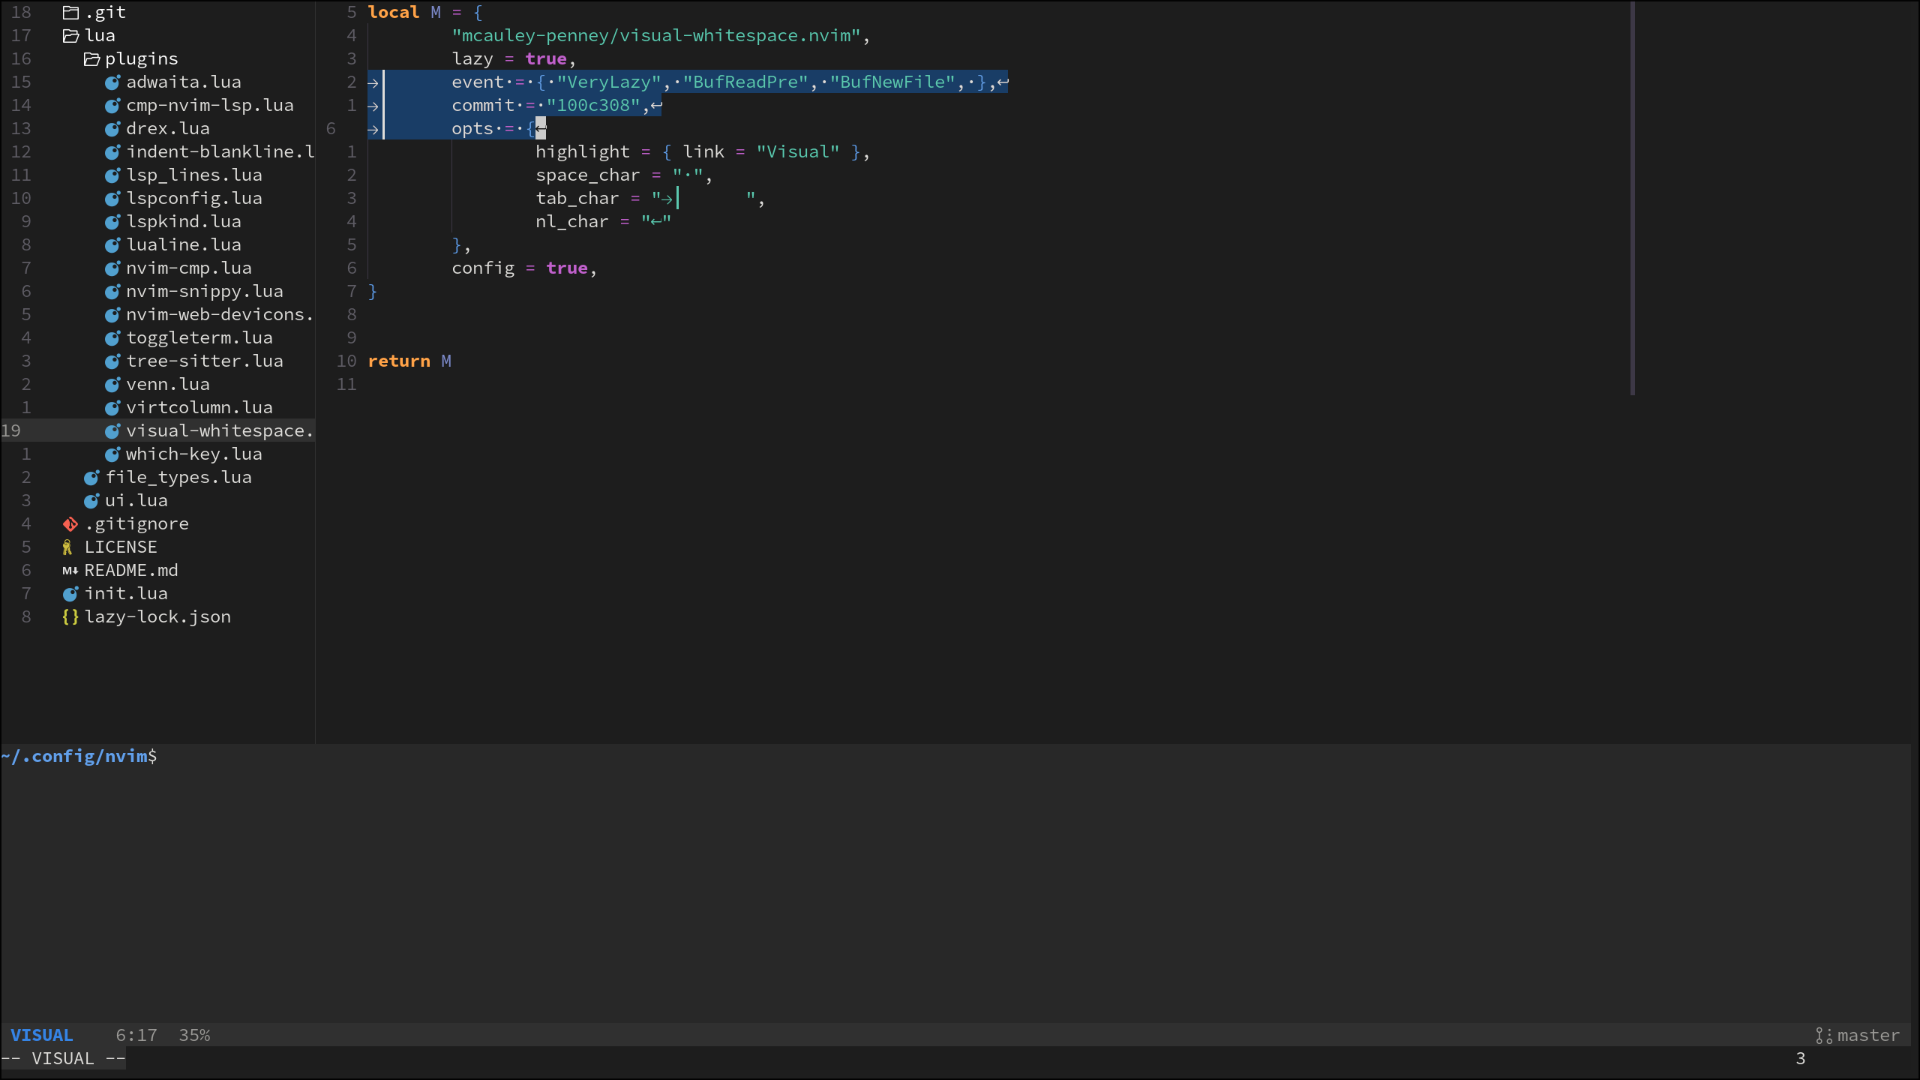 18 .git
17 lua
16 plugins
15 adwaita.lua
14 cmp-nvim-lsp.lua
13 drex.lua
12 indent-blankline.l
11 lsp_lines.lua
10 lspconfig.lua
9 lspkind.lua
8 lualine.lua
7 nvim-cmp.lua
6 nvim-snippy.lua
5 nvim-web-devicons.
4 toggleterm.lua
3 tree-sitter.lua
2 venn.lua
1 virtcolumn.lua
19 visual-whitespace.
1 which-key.lua
2 file_types.lua
3 ui.lua
4 .gitignore
5 LICENSE
6 M↓ README.md
7 init.lua
8 {} lazy-lock.json
5 local M = {
4 "mcauley-penney/visual-whitespace.nvim",
3 lazy = true,
2 →| event·=·{·"VeryLazy",·"BufReadPre",·"BufNewFile",·},↩
1 →| commit·=·"100c308",↩
6 →| opts·=·{↩
1 highlight = { link = "Visual" },
2 space_char = "·",
3 tab_char = "→|       ",
4 nl_char = "↩"
5 },
6 config = true,
7 }
8
9
10 return M
11
~/.config/nvim$
VISUAL 6:17 35% master
-- VISUAL -- 3